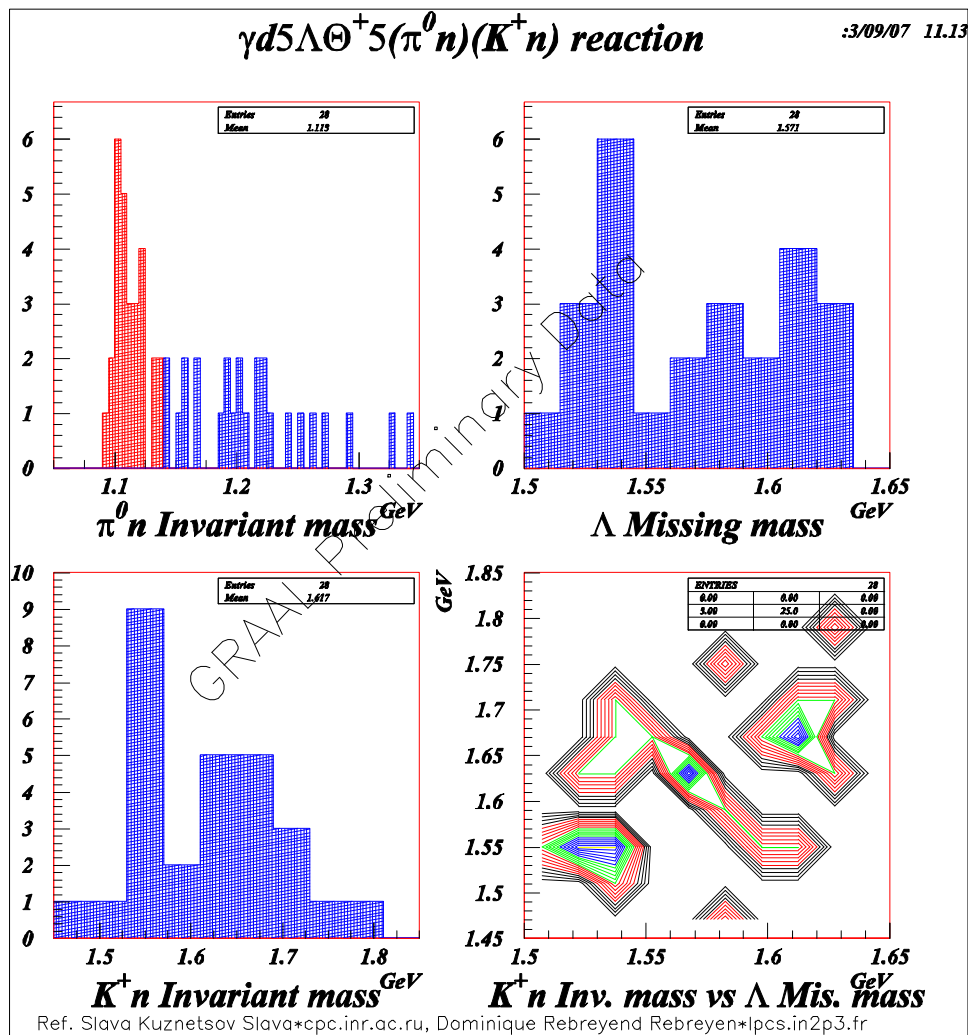 γd5ΛΘ⁺5(π⁰n)(K⁺n) reaction
:3/09/07 11.13
Entries 28
Mean 1.113
6
5
4
3
2
1
0
1.1 1.2 1.3
GeV
π⁰n Invariant mass
Entries 28
Mean 1.571
6
5
4
3
2
1
0
1.5 1.55 1.6 1.65
GeV
Λ Missing mass
GRAAL Preliminary Data
Entries 28
Mean 1.617
10
9
8
7
6
5
4
3
2
1
0
1.5 1.6 1.7 1.8
GeV
K⁺n Invariant mass
GeV
ENTRIES 28
0.00 0.00 0.00
3.00 25.0 0.00
0.00 0.00 0.00
1.85
1.8
1.75
1.7
1.65
1.6
1.55
1.5
1.45
1.5 1.55 1.6 1.65
GeV
K⁺n Inv. mass vs Λ Mis. mass
Ref. Slava Kuznetsov Slava*cpc.inr.ac.ru, Dominique Rebreyend Rebreyen*lpcs.in2p3.fr